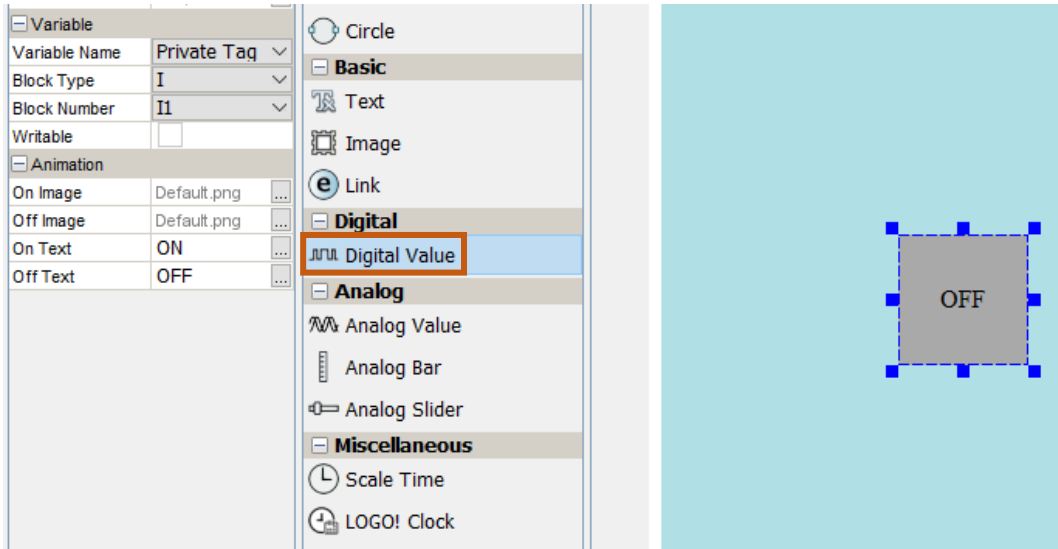 Variable
Variable Name Private Tag
Block Type I
Block Number I1
Writable
Animation
On Image Default.png ...
Off Image Default.png ...
On Text ON ...
Off Text OFF ...
Circle
Basic
Text
Image
Link
Digital
Digital Value
Analog
Analog Value
Analog Bar
Analog Slider
Miscellaneous
Scale Time
LOGO! Clock
OFF